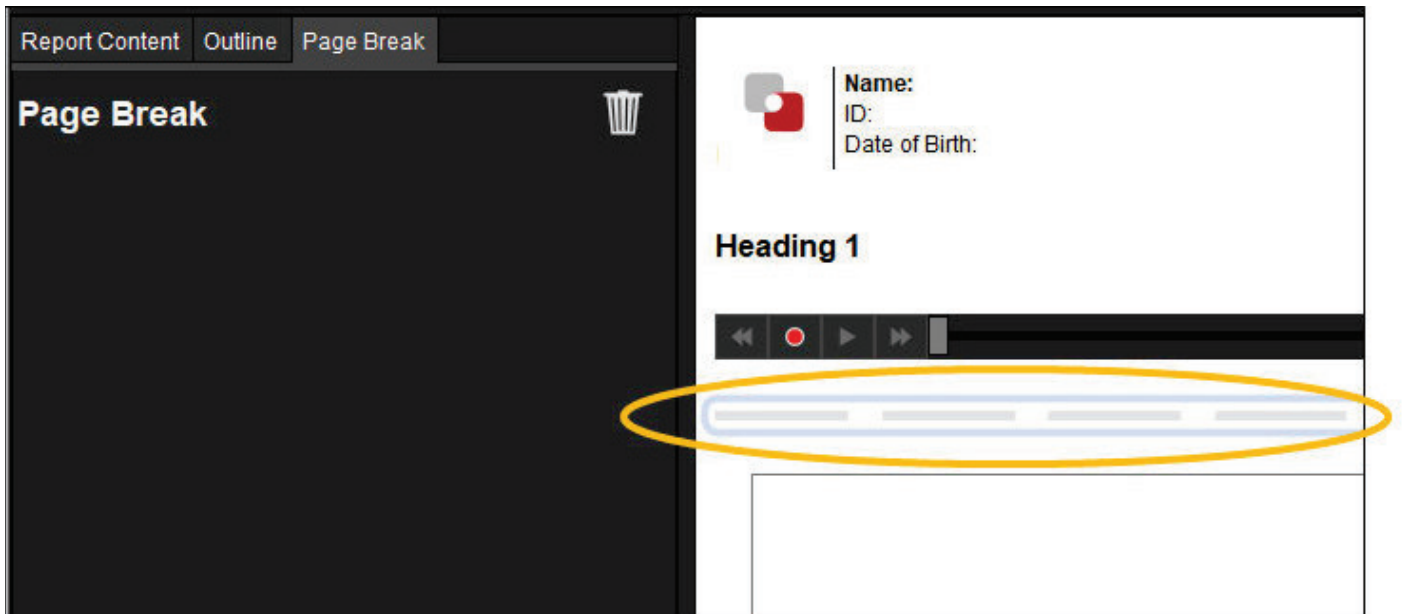 Report Content Outline Page Break
Page Break
Name:
ID:
Date of Birth:
Heading 1